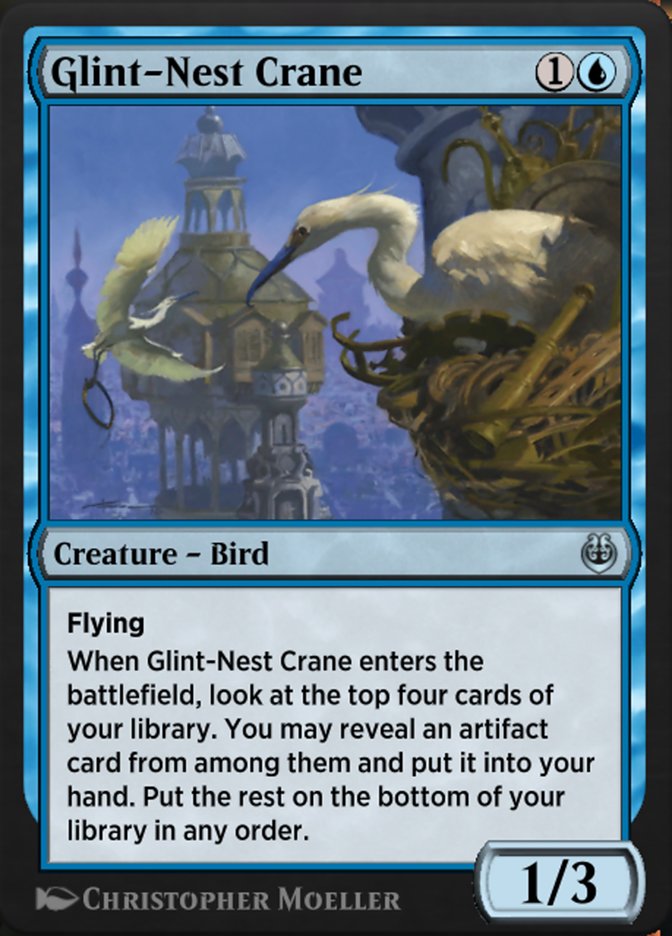 Glint-Nest Crane 1
Creature - Bird
Flying
When Glint-Nest Crane enters the
battlefield, look at the top four cards of
your library. You may reveal an artifact
card from among them and put it into your
hand. Put the rest on the bottom of your
library in any order.
1/3
Christopher Moeller